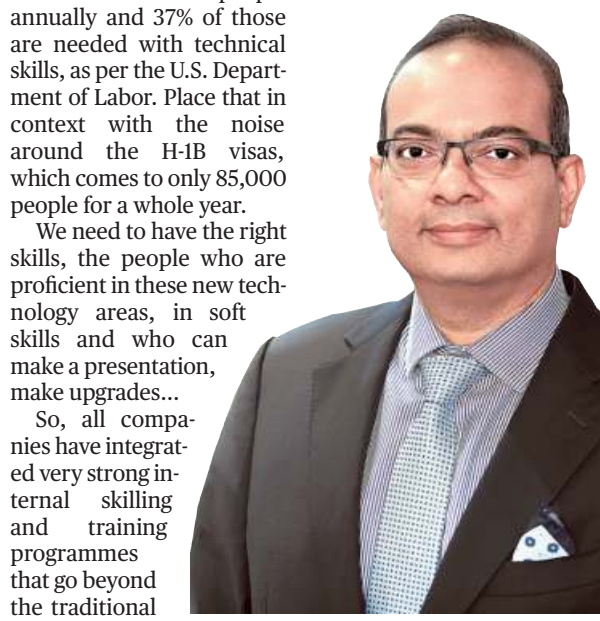 annually and 37% of those
are needed with technical
skills, as per the U.S. Depart-
ment of Labor. Place that in
context with the noise
around the H-1B visas,
which comes to only 85,000
people for a whole year.
We need to have the right
skills, the people who are
proficient in these new tech-
nology areas, in soft
skills and who can
make a presentation,
make upgrades...
So, all compa-
nies have integrat-
ed very strong in-
ternal skilling
and training
programmes
that go beyond
the traditional